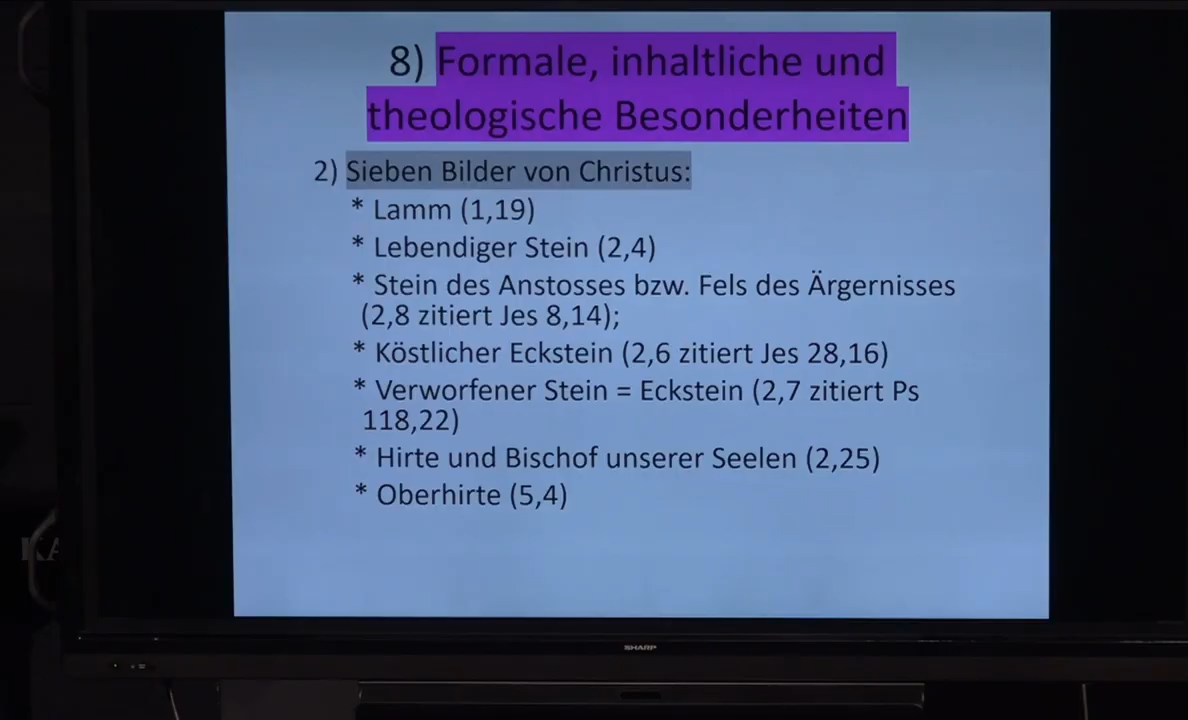 8) Formale, inhaltliche und
theologische Besonderheiten
2) Sieben Bilder von Christus:
* Lamm (1,19)
* Lebendiger Stein (2,4)
* Stein des Anstosses bzw. Fels des Ärgernisses
(2,8 zitiert Jes 8,14);
* Köstlicher Eckstein (2,6 zitiert Jes 28,16)
* Verworfener Stein = Eckstein (2,7 zitiert Ps
118,22)
* Hirte und Bischof unserer Seelen (2,25)
* Oberhirte (5,4)
KA
SHARP